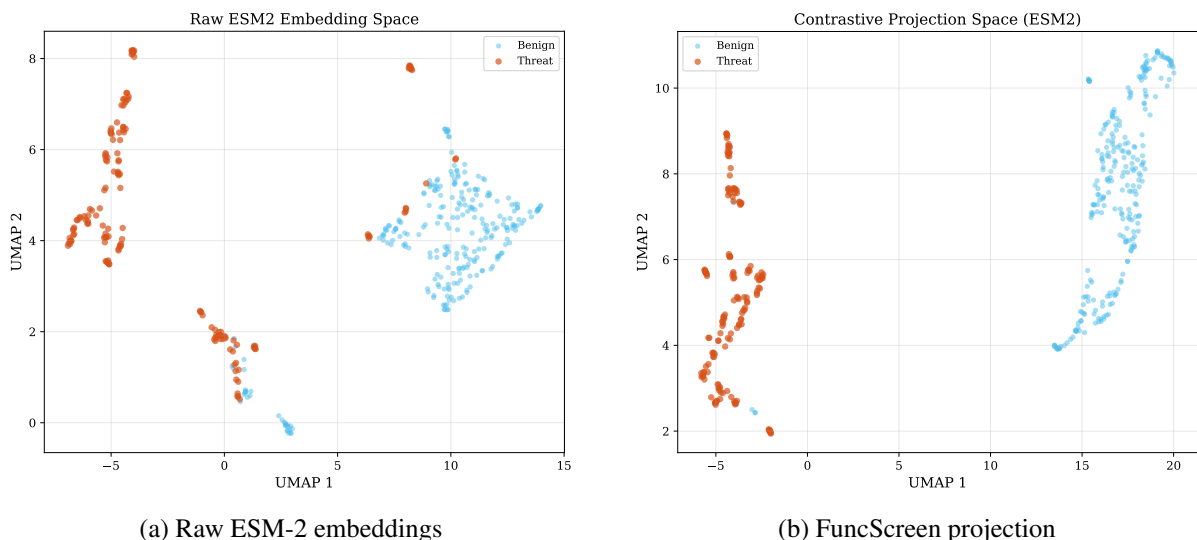 Raw ESM2 Embedding Space
Benign
Threat
8
6
4
2
0
UMAP 2
−5
0
5
10
15
UMAP 1
(a) Raw ESM-2 embeddings
Contrastive Projection Space (ESM2)
Benign
Threat
10
8
6
4
2
UMAP 2
−5
0
5
10
15
20
UMAP 1
(b) FuncScreen projection